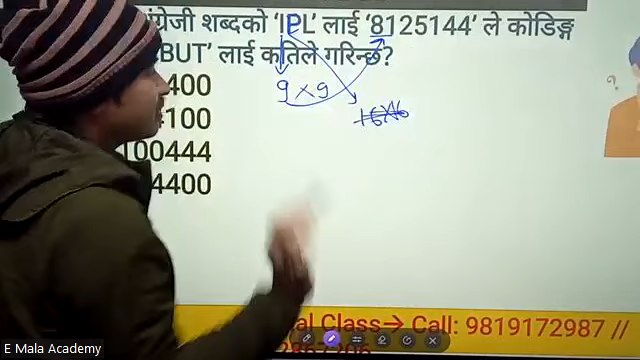 ग्रेजी शब्दको 'IPL' लाई '8125144' ले कोडिङ्ग
BUT' लाई कतिले गरिन्छ?
400
9 × 9
100
100444
4400
al Class→ Call: 9819172987 //
E Mala Academy